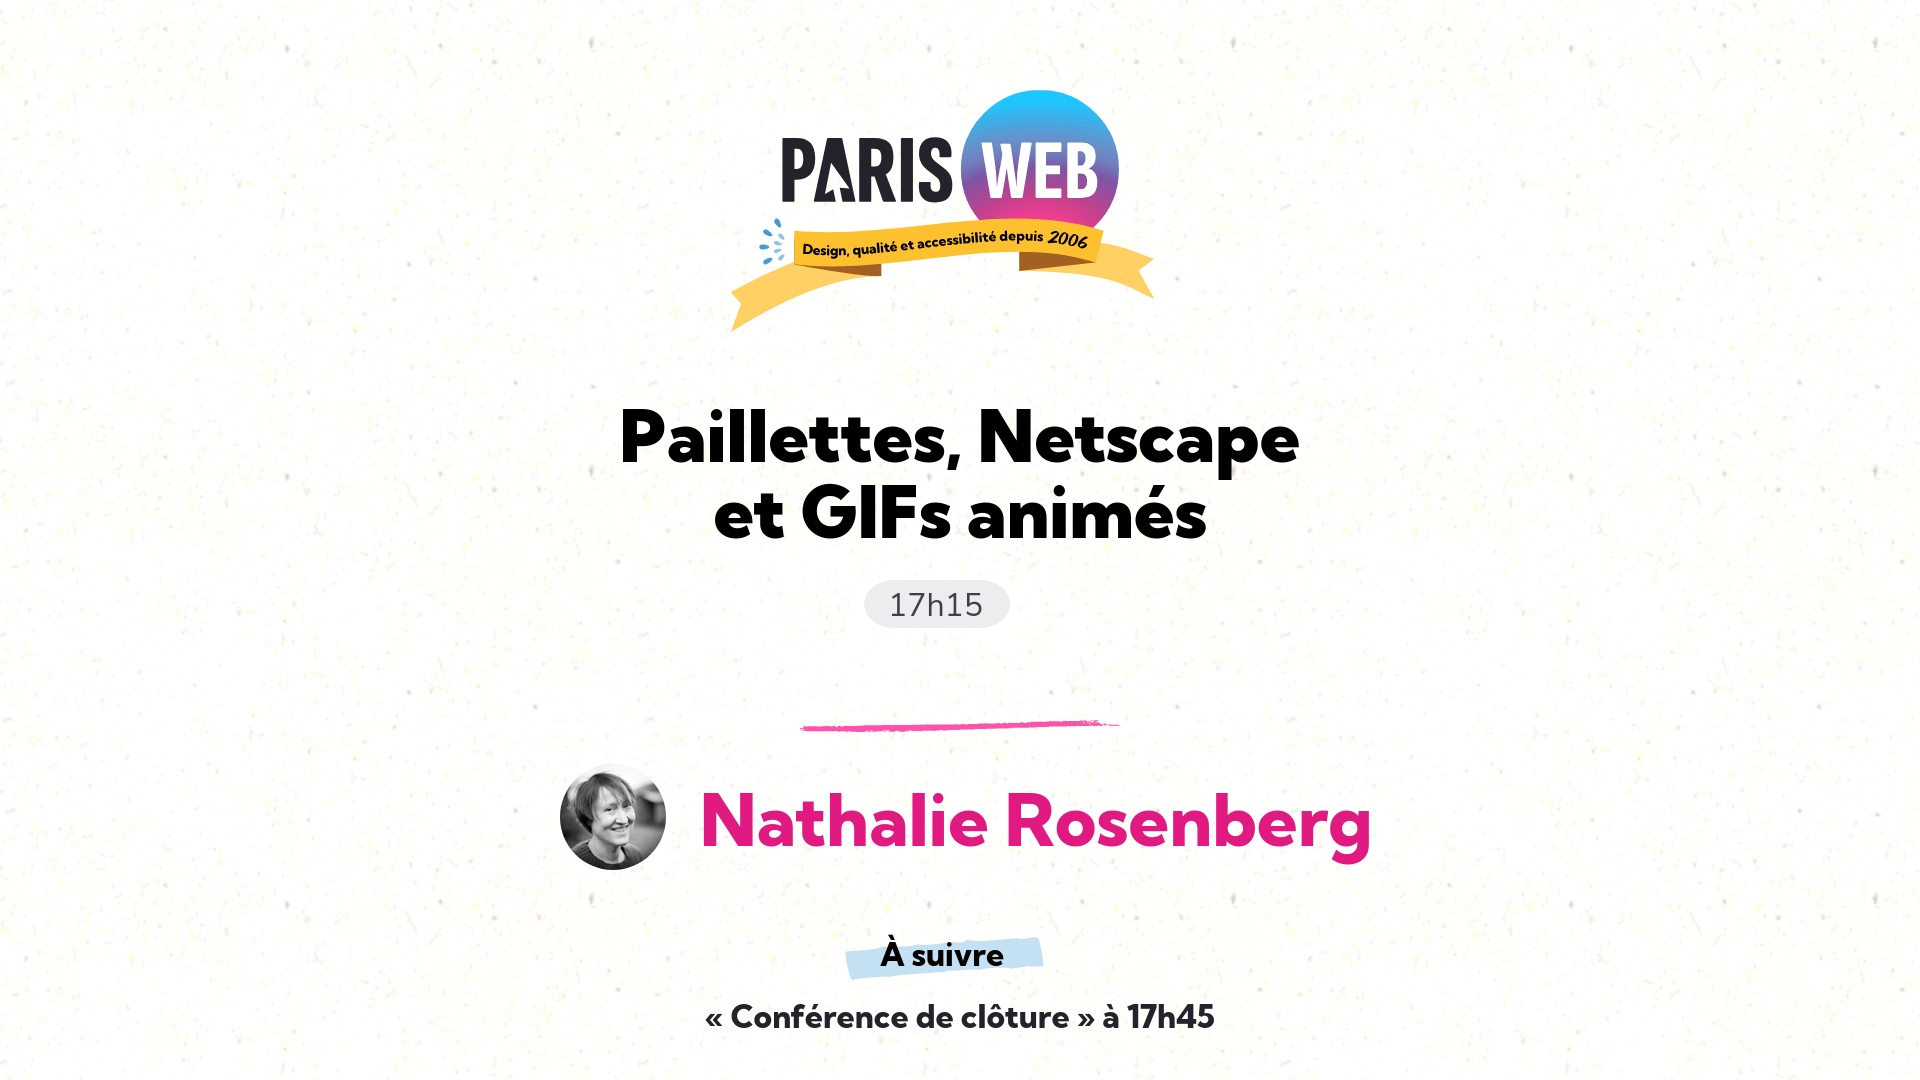 PARIS WEB
Design, qualité et accessibilité depuis 2006
Paillettes, Netscape
et GIFs animés
17h15
Nathalie Rosenberg
À suivre
« Conférence de clôture » à 17h45